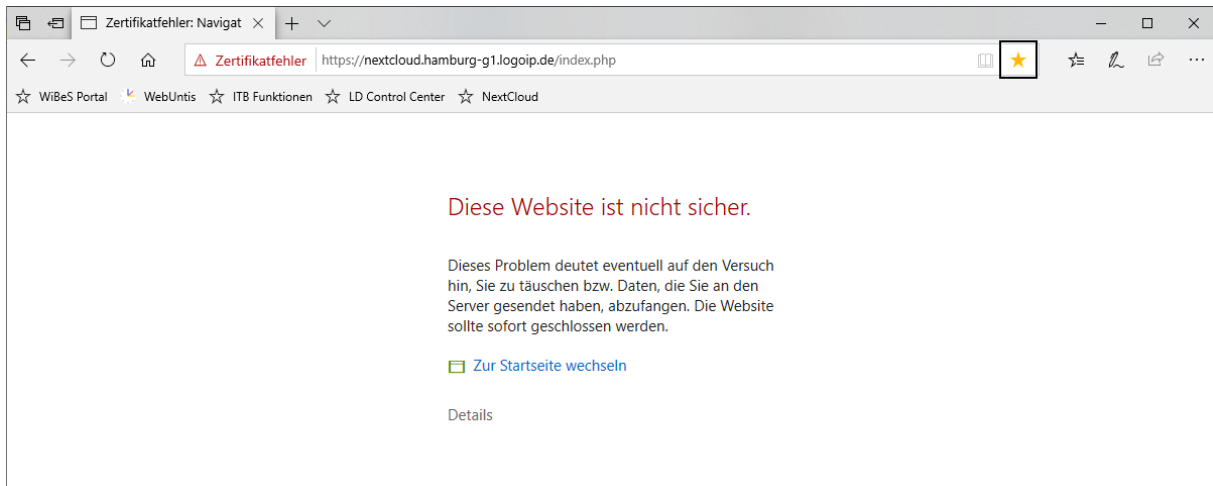 Zertifikatfehler: Navigat
Zertifikatfehler https://nextcloud.hamburg-g1.logoip.de/index.php
WiBeS Portal WebUntis ITB Funktionen LD Control Center NextCloud
Diese Website ist nicht sicher.
Dieses Problem deutet eventuell auf den Versuch
hin, Sie zu täuschen bzw. Daten, die Sie an den
Server gesendet haben, abzufangen. Die Website
sollte sofort geschlossen werden.
Zur Startseite wechseln
Details